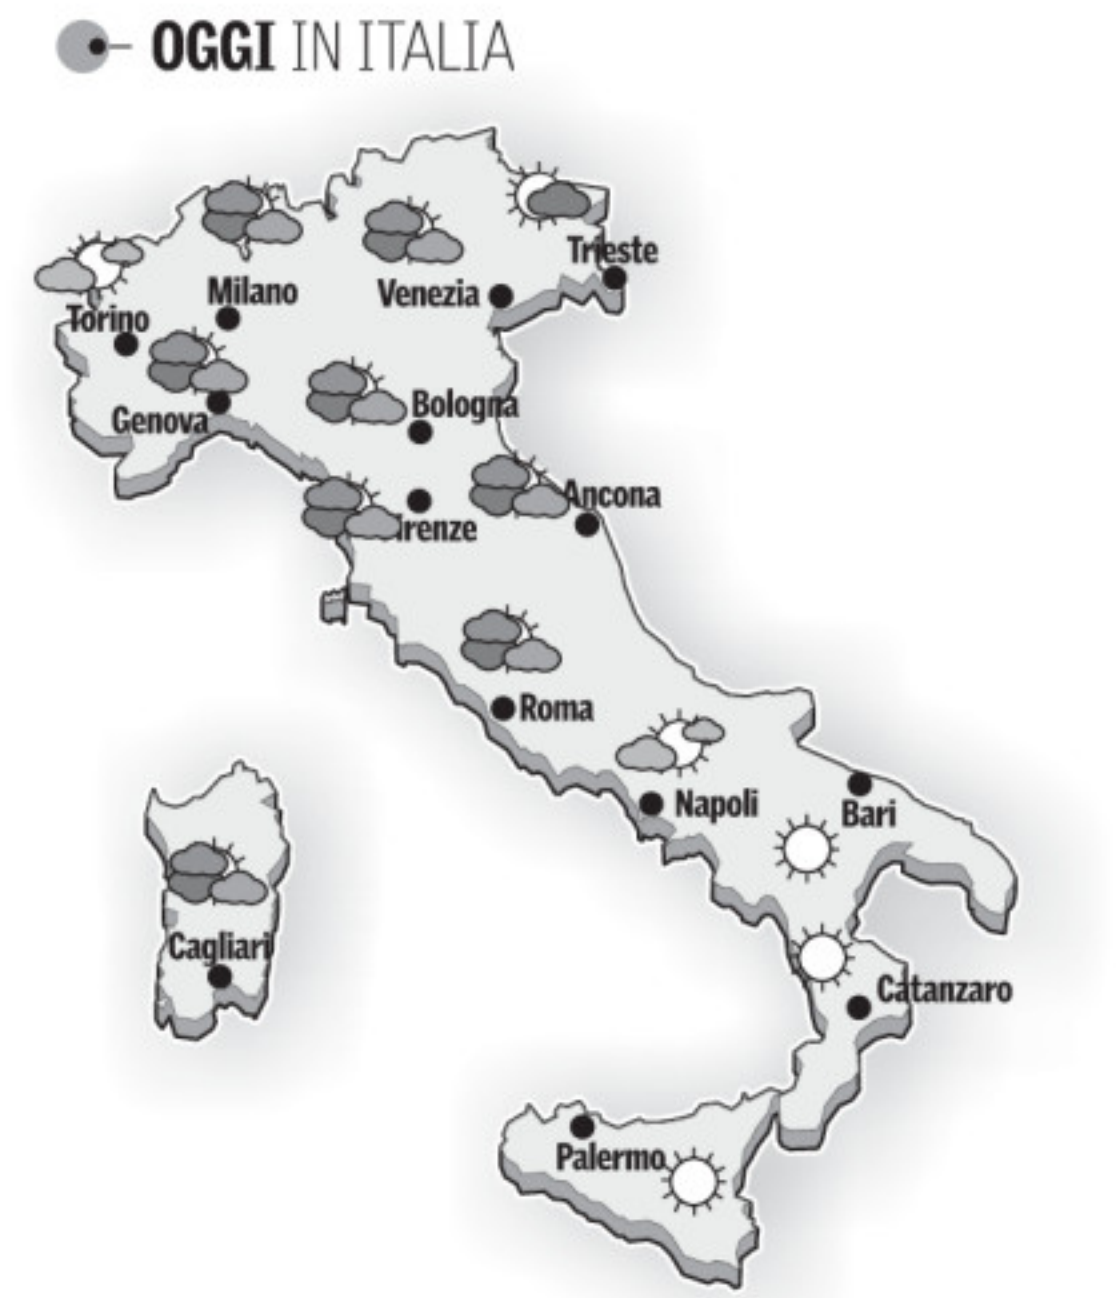 OGGI IN ITALIA
Trieste
Milano
Venezia
Torino
Bologna
Genova
Ancona
irenze
Roma
Napoli
Bari
Cagliari
Catanzaro
Palermo